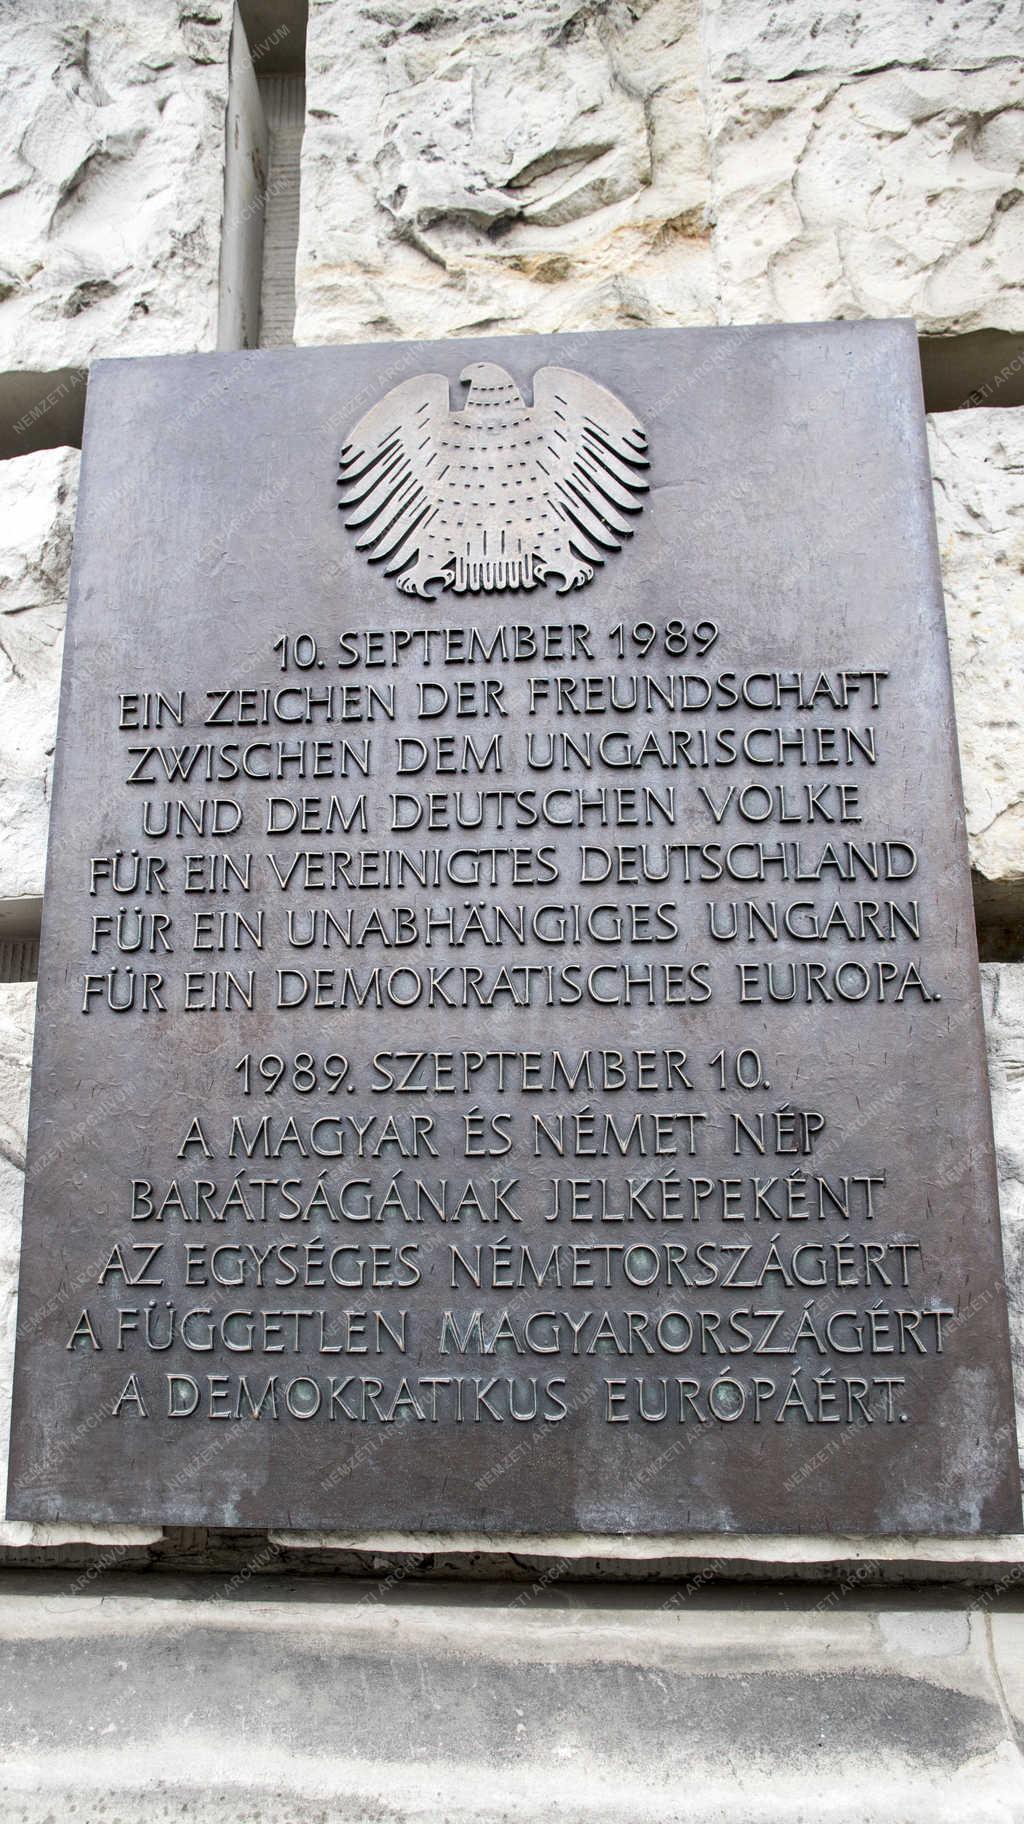 10. SEPTEMBER 1989
EIN ZEICHEN DER FREUNDSCHAFT
ZWISCHEN DEM UNGARISCHEN
UND DEM DEUTSCHEN VOLKE
FÜR EIN VEREINIGTES DEUTSCHLAND
FÜR EIN UNABHÄNGIGES UNGARN
FÜR EIN DEMOKRATISCHES EUROPA.
1989. SZEPTEMBER 10.
A MAGYAR ÉS NÉMET NÉP
BARÁTSÁGÁNAK JELKÉPEKÉNT
AZ EGYSÉGES NÉMETORSZÁGÉRT
A FÜGGETLEN MAGYARORSZÁGÉRT
A DEMOKRATIKUS EURÓPÁÉRT.
NEMZETI ARCHÍVUM